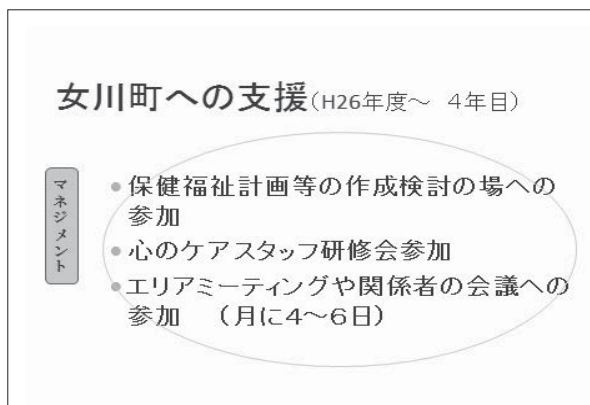 女川町への支援(H26年度～ 4年目)
マネジメント
●保健福祉計画等の作成検討の場への
参加
●心のケアスタッフ研修会参加
●エリアミーティングや関係者の会議への
参加 （月に4～6日）